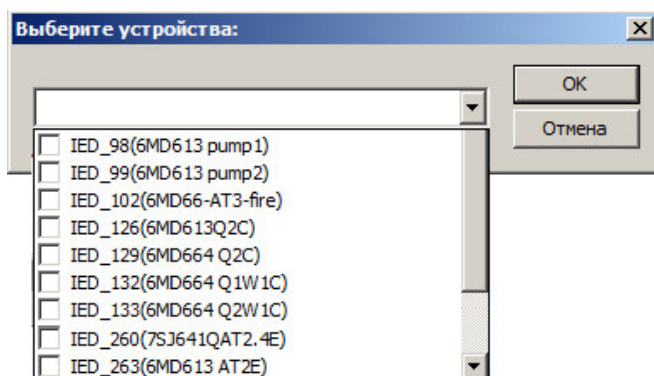 Выберите устройства:
OK
Отмена
IED_98(6MD613 pump1)
IED_99(6MD613 pump2)
IED_102(6MD66-AT3-fire)
IED_126(6MD613Q2C)
IED_129(6MD664 Q2C)
IED_132(6MD664 Q1W1C)
IED_133(6MD664 Q2W1C)
IED_260(7SJ641QAT2.4E)
IED_263(6MD613 AT2E)